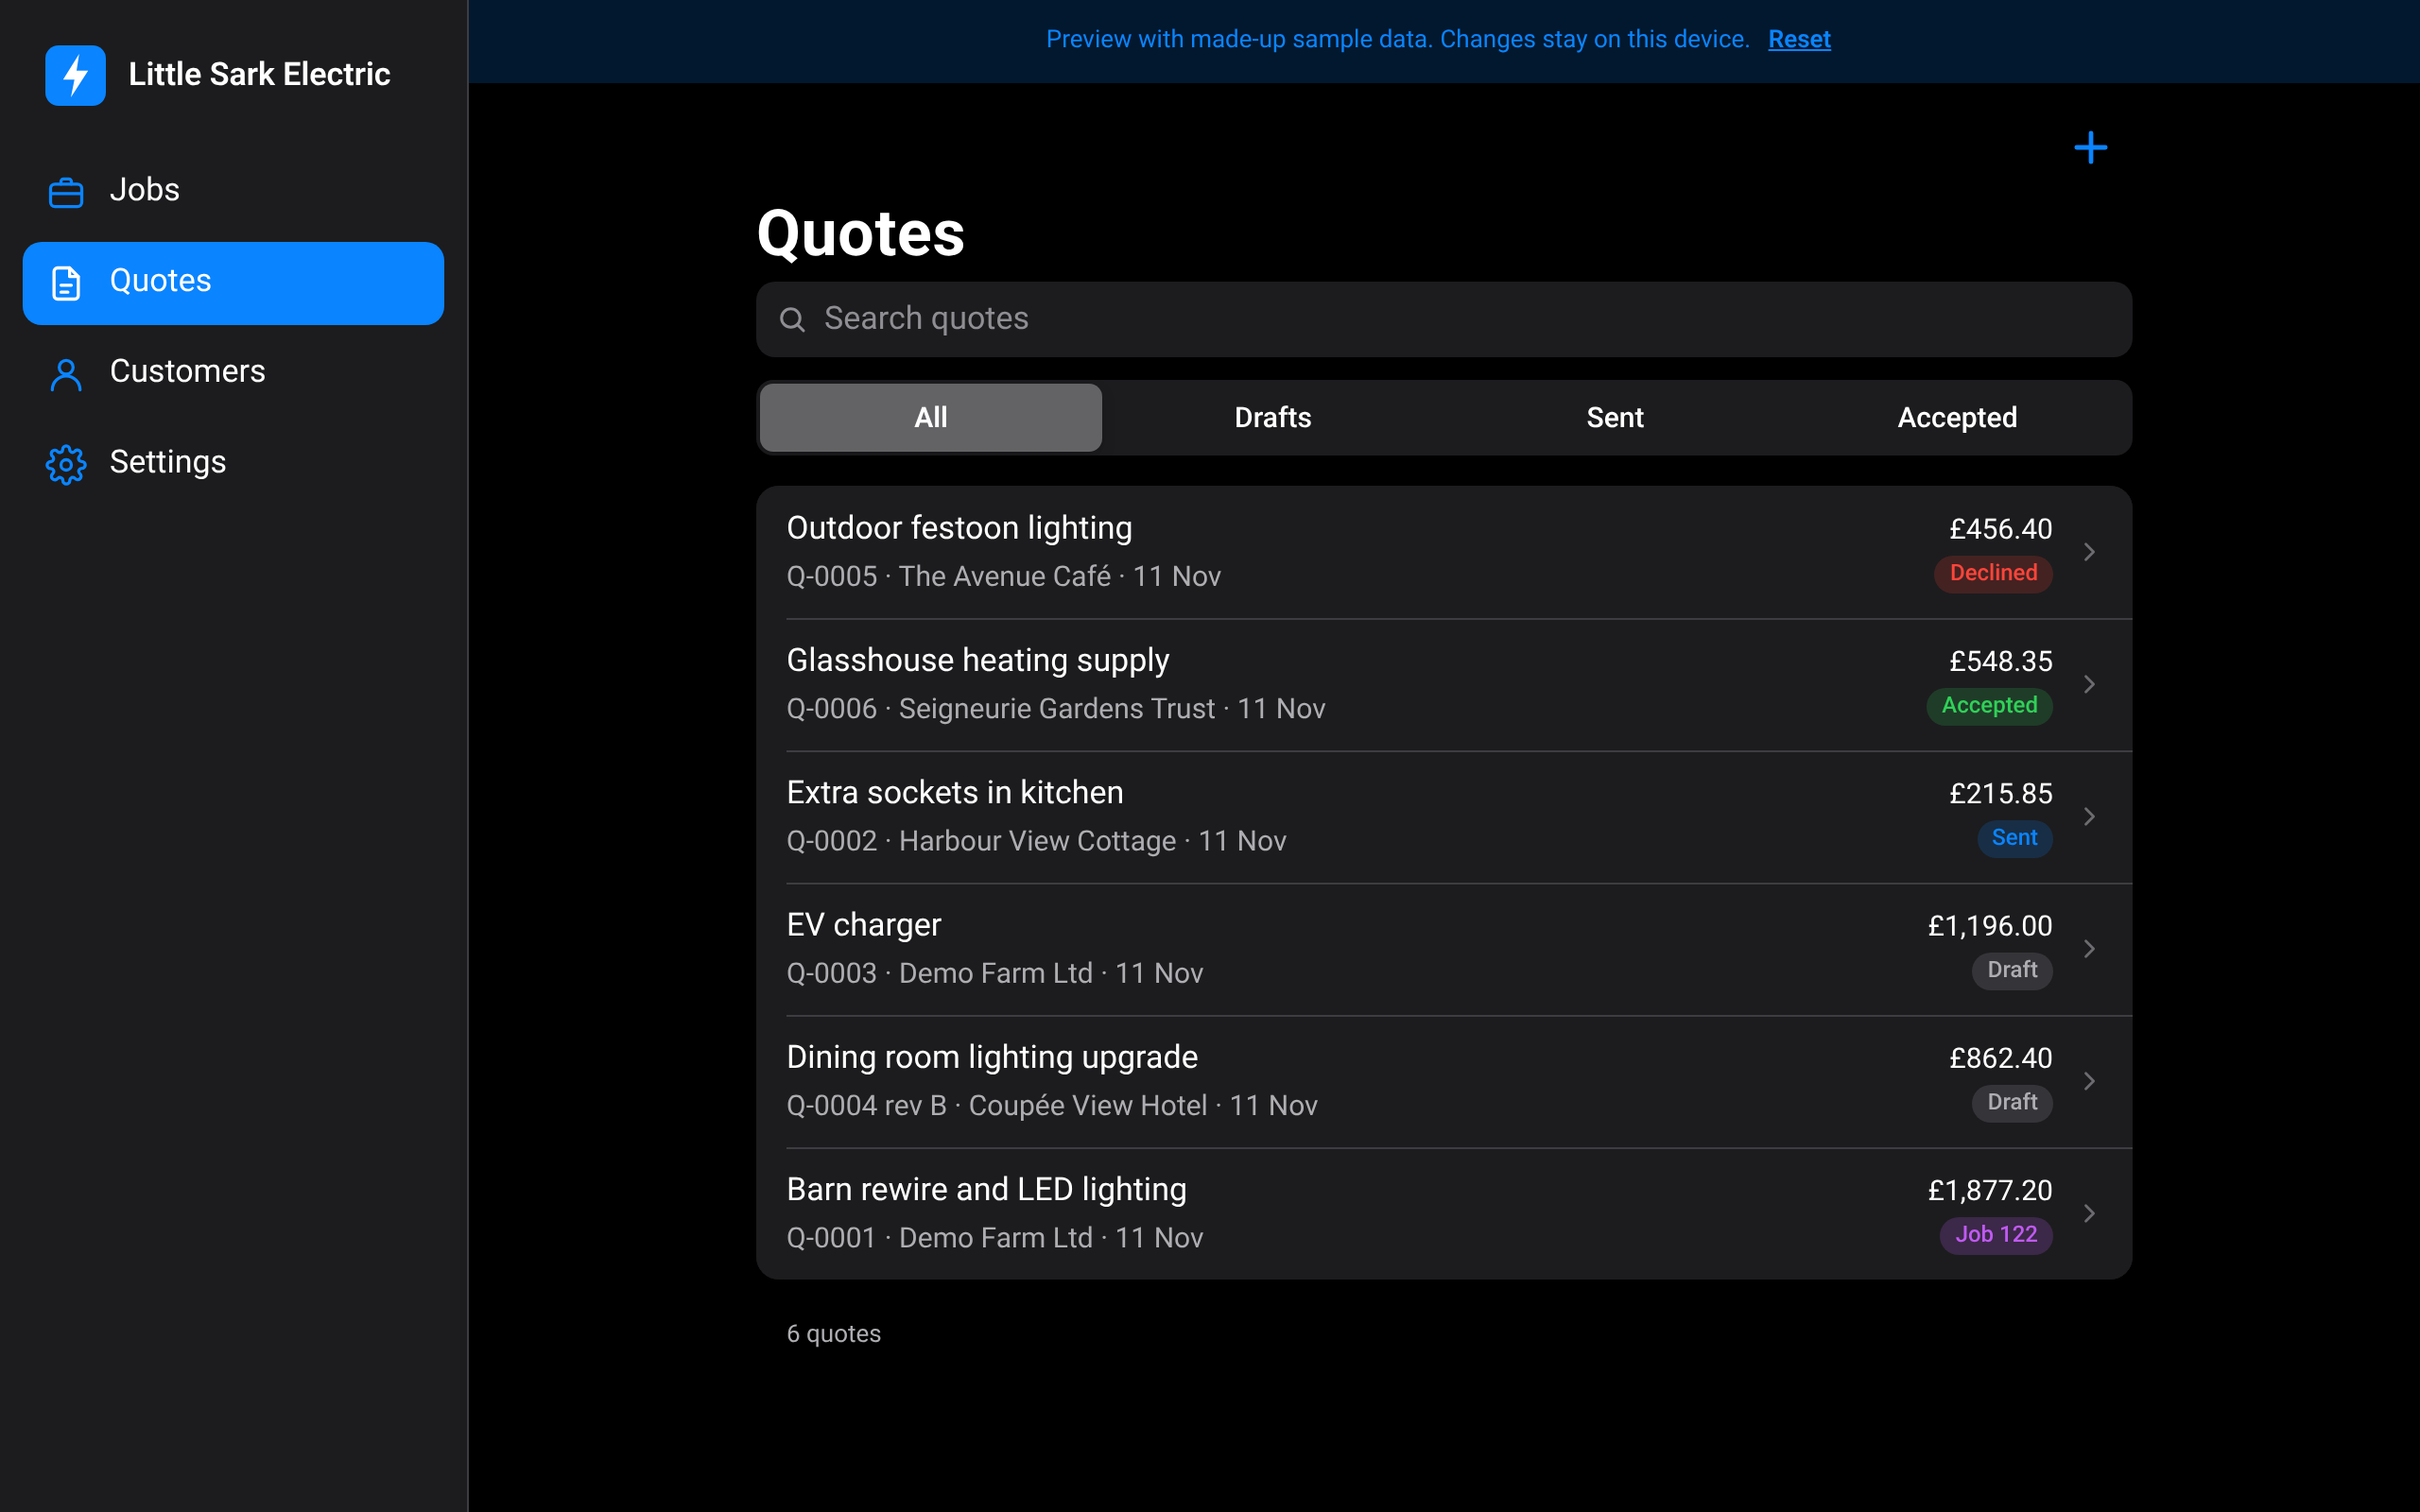 Little Sark Electric
Jobs
Quotes
Customers
Settings
Preview with made-up sample data. Changes stay on this device. Reset
Quotes
Search quotes
All Drafts Sent Accepted
Outdoor festoon lighting £456.40
Q-0005 · The Avenue Café · 11 Nov Declined
Glasshouse heating supply £548.35
Q-0006 · Seigneurie Gardens Trust · 11 Nov Accepted
Extra sockets in kitchen £215.85
Q-0002 · Harbour View Cottage · 11 Nov Sent
EV charger £1,196.00
Q-0003 · Demo Farm Ltd · 11 Nov Draft
Dining room lighting upgrade £862.40
Q-0004 rev B · Coupée View Hotel · 11 Nov Draft
Barn rewire and LED lighting £1,877.20
Q-0001 · Demo Farm Ltd · 11 Nov Job 122
6 quotes